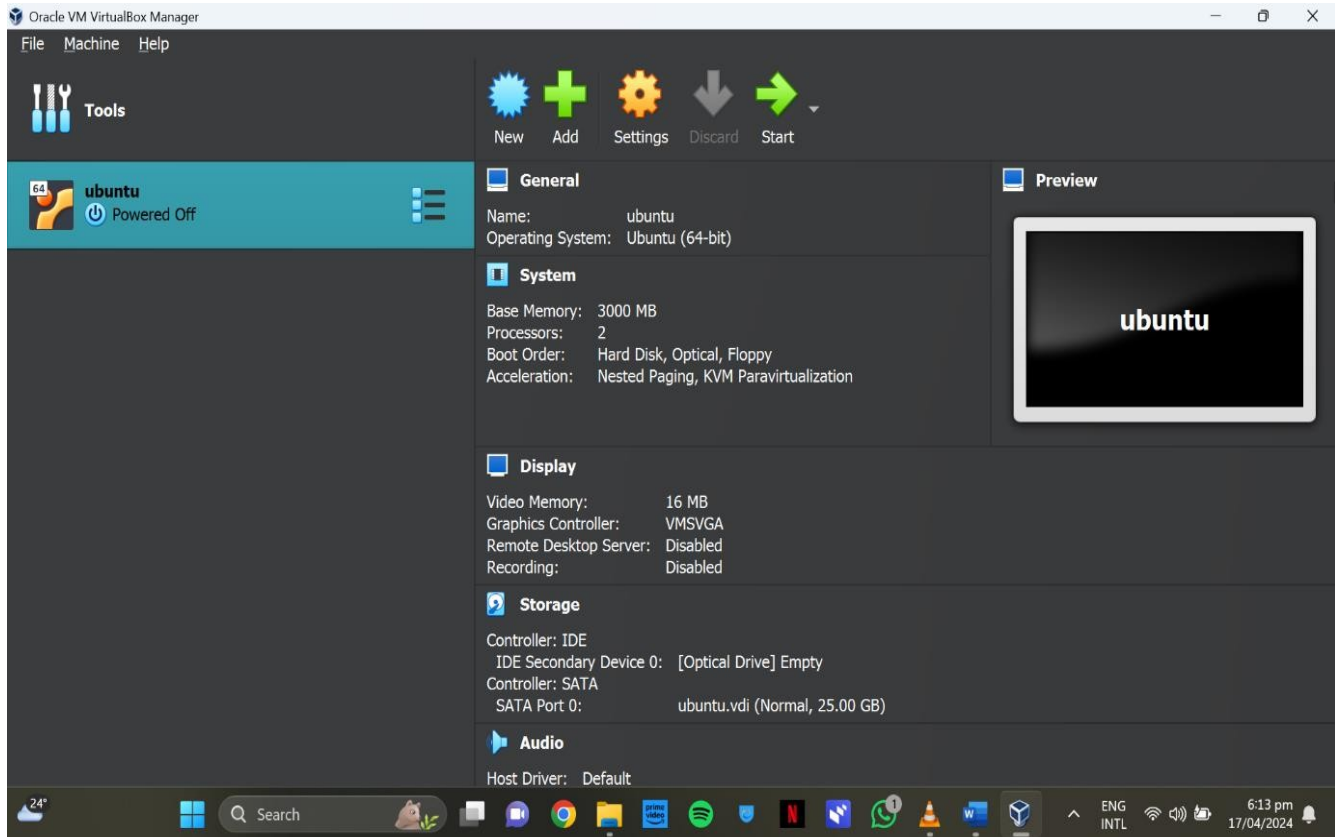 Oracle VM VirtualBox Manager
File Machine Help
Tools
New Add Settings Discard Start
64
ubuntu
Powered Off
General
Name: ubuntu
Operating System: Ubuntu (64-bit)
System
Base Memory: 3000 MB
Processors: 2
Boot Order: Hard Disk, Optical, Floppy
Acceleration: Nested Paging, KVM Paravirtualization
Preview
ubuntu
Display
Video Memory: 16 MB
Graphics Controller: VMSVGA
Remote Desktop Server: Disabled
Recording: Disabled
Storage
Controller: IDE
IDE Secondary Device 0: [Optical Drive] Empty
Controller: SATA
SATA Port 0: ubuntu.vdi (Normal, 25.00 GB)
Audio
Host Driver: Default
24°
Search
prime video
N
1
W
ENG
INTL
6:13 pm
17/04/2024